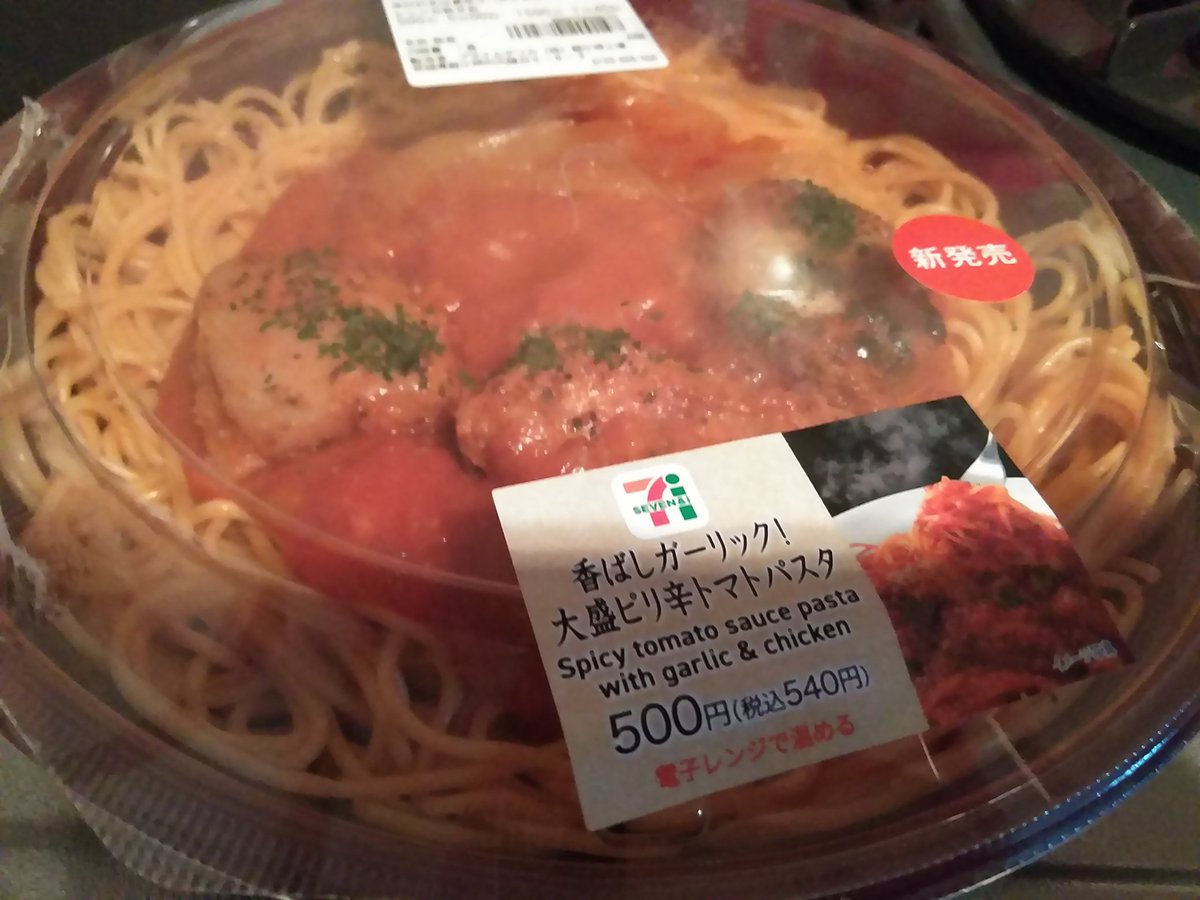 新発売
7i
SEVEN&i
香ばしガーリック!
大盛ピリ辛トマトパスタ
Spicy tomato sauce pasta
with garlic & chicken
500円(税込540円)
電子レンジで温める